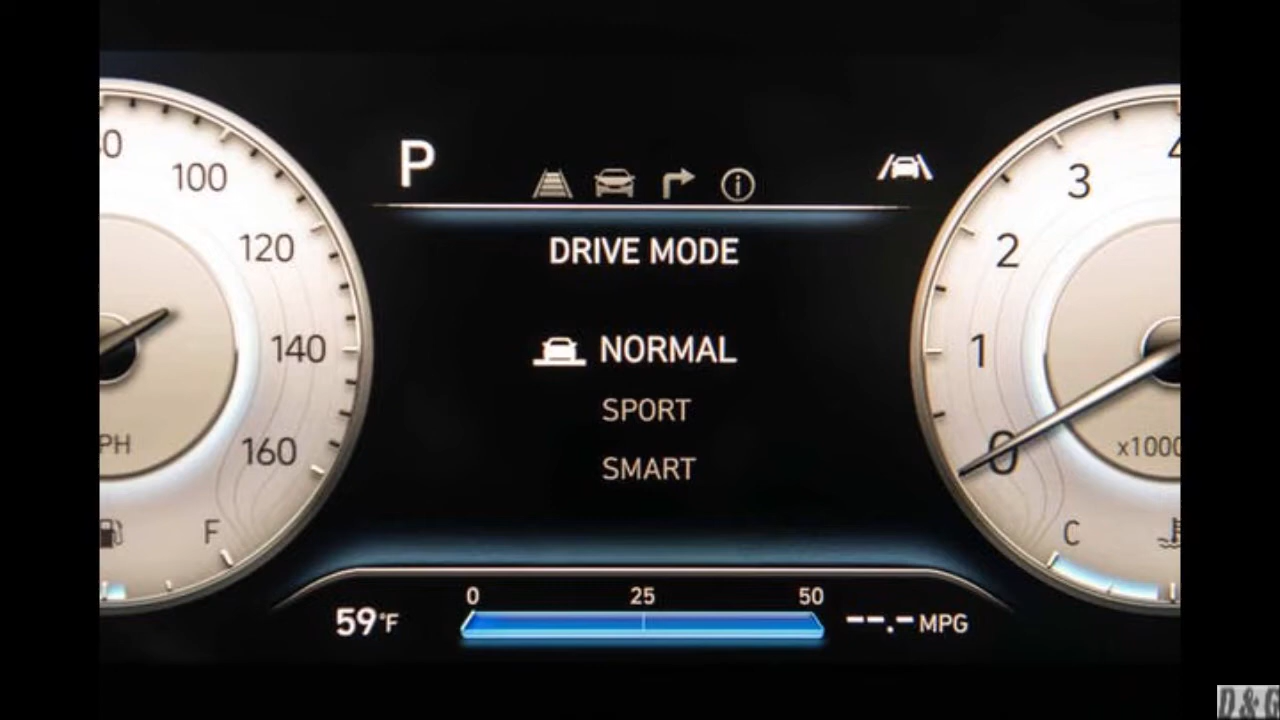 P
DRIVE MODE
NORMAL
SPORT
SMART
100
120
140
160
PH
F
3
2
1
0
x1000
C
0 25 50
59°F
--.- MPG
D&G